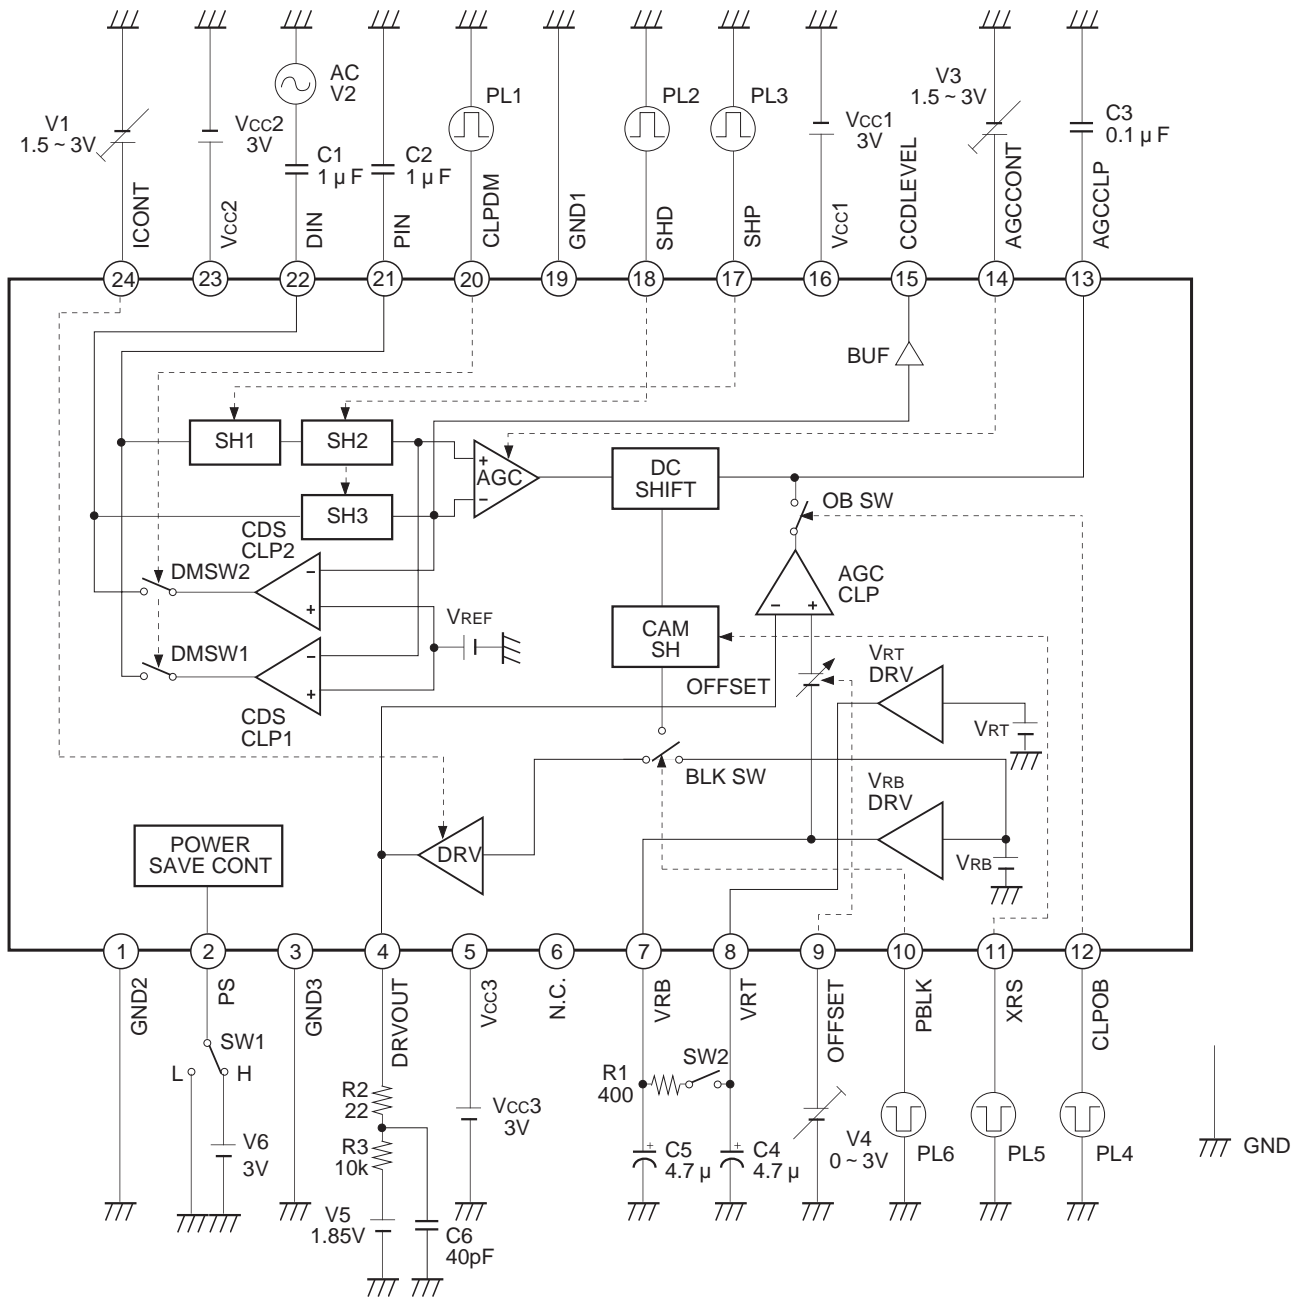 V1
1.5 ~ 3V
VCC2
3V
AC
V2
C1
1 µ F
C2
1 µ F
PL1
PL2
PL3
VCC1
3V
V3
1.5 ~ 3V
C3
0.1 µ F
ICONT
VCC2
DIN
PIN
CLPDM
GND1
SHD
SHP
VCC1
CCDLEVEL
AGCCONT
AGCCLP
24
23
22
21
20
19
18
17
16
15
14
13
BUF
SH1
SH2
SH3
+
AGC
−
DC
SHIFT
OB SW
CDS
CLP2
DMSW2
−
+
AGC
CLP
−
+
VREF
CAM
SH
DMSW1
−
+
CDS
CLP1
OFFSET
VRT
DRV
VRT
BLK SW
VRB
DRV
VRB
POWER
SAVE CONT
DRV
1
2
3
4
5
6
7
8
9
10
11
12
GND2
PS
GND3
DRVOUT
VCC3
N.C.
VRB
VRT
OFFSET
PBLK
XRS
CLPOB
SW1
L
H
V6
3V
R2
22
R3
10k
V5
1.85V
C6
40pF
VCC3
3V
R1
400
SW2
+
C5
4.7 µ
+
C4
4.7 µ
V4
0 ~ 3V
PL6
PL5
PL4
GND